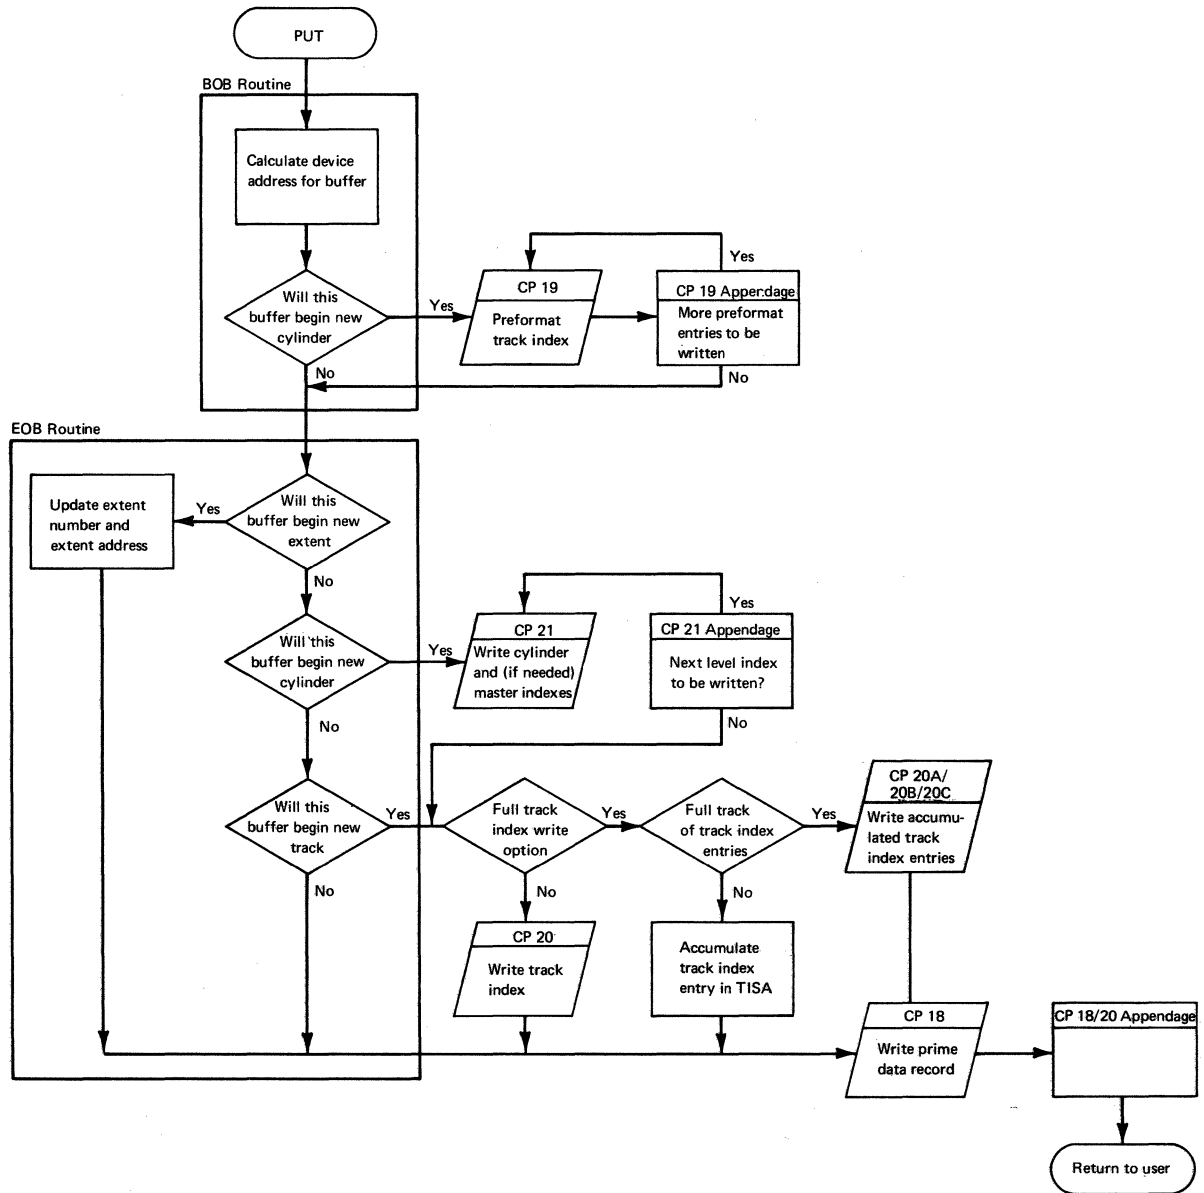 PUT
BOB Routine
Calculate device
address for buffer
Will this
buffer begin new
cylinder
Yes
No
CP 19
Preformat
track index
Yes
CP 19 Appendage
More preformat
entries to be
written
No
EOB Routine
Update extent
number and
extent address
Yes
Will this
buffer begin new
extent
No
Will this
buffer begin new
cylinder
Yes
No
CP 21
Write cylinder
and (if needed)
master indexes
Yes
CP 21 Appendage
Next level index
to be written?
No
Will this
buffer begin new
track
Yes
No
Full track
index write
option
Yes
No
Full track
of track index
entries
Yes
No
CP 20A/
20B/20C
Write accumu-
lated track
index entries
CP 20
Write track
index
Accumulate
track index
entry in TISA
CP 18
Write prime
data record
CP 18/20 Appendage
Return to user